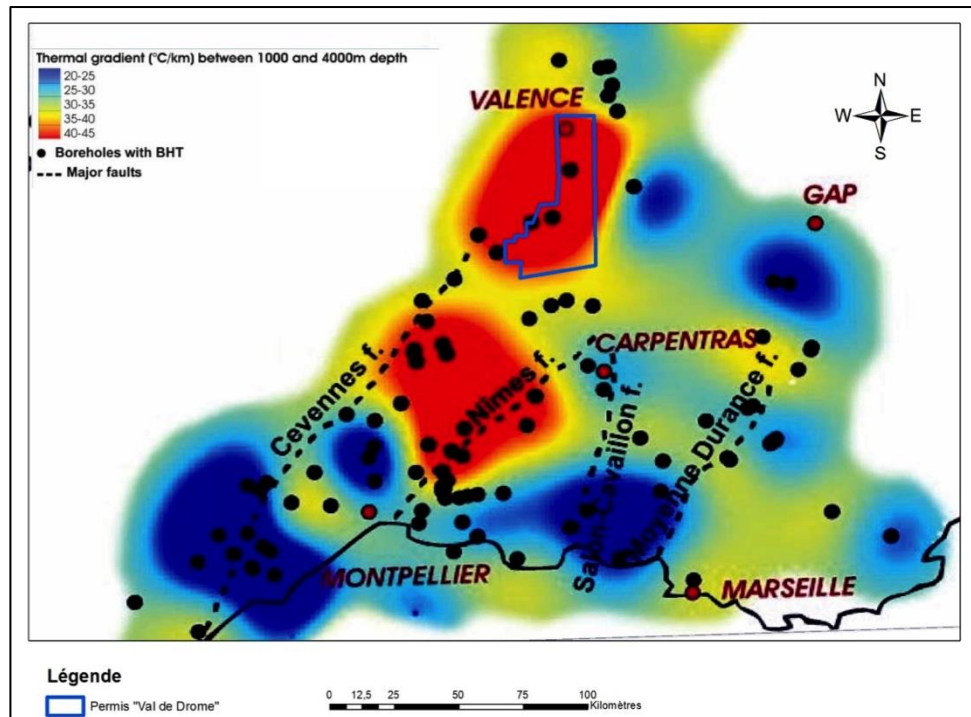 Thermal gradient (°C/km) between 1000 and 4000m depth
20-25
25-30
30-35
35-40
40-45
Boreholes with BHT
Major faults
VALENCE
N
W E
S
GAP
CARPENTRAS
Cevennes f.
Nîmes f.
Salon-Cavaillon f.
Moyenne Durance f.
MONTPELLIER
MARSEILLE
Légende
Permis "Val de Drome"
0 12,5 25 50 75 100
Kilomètres